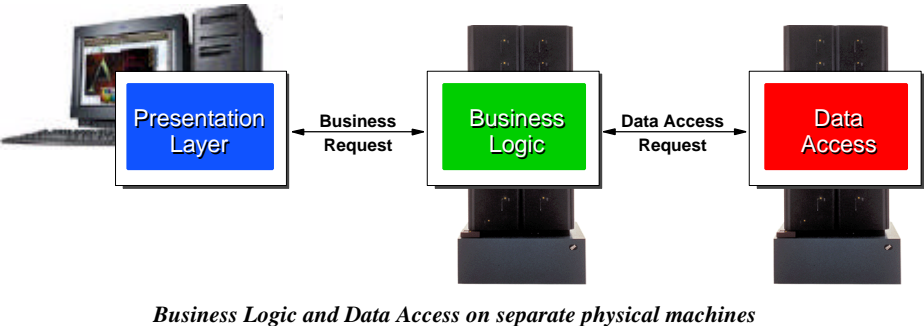 Presentation
Layer
Business
Request
Business
Logic
Data Access
Request
Data
Access
Business Logic and Data Access on separate physical machines